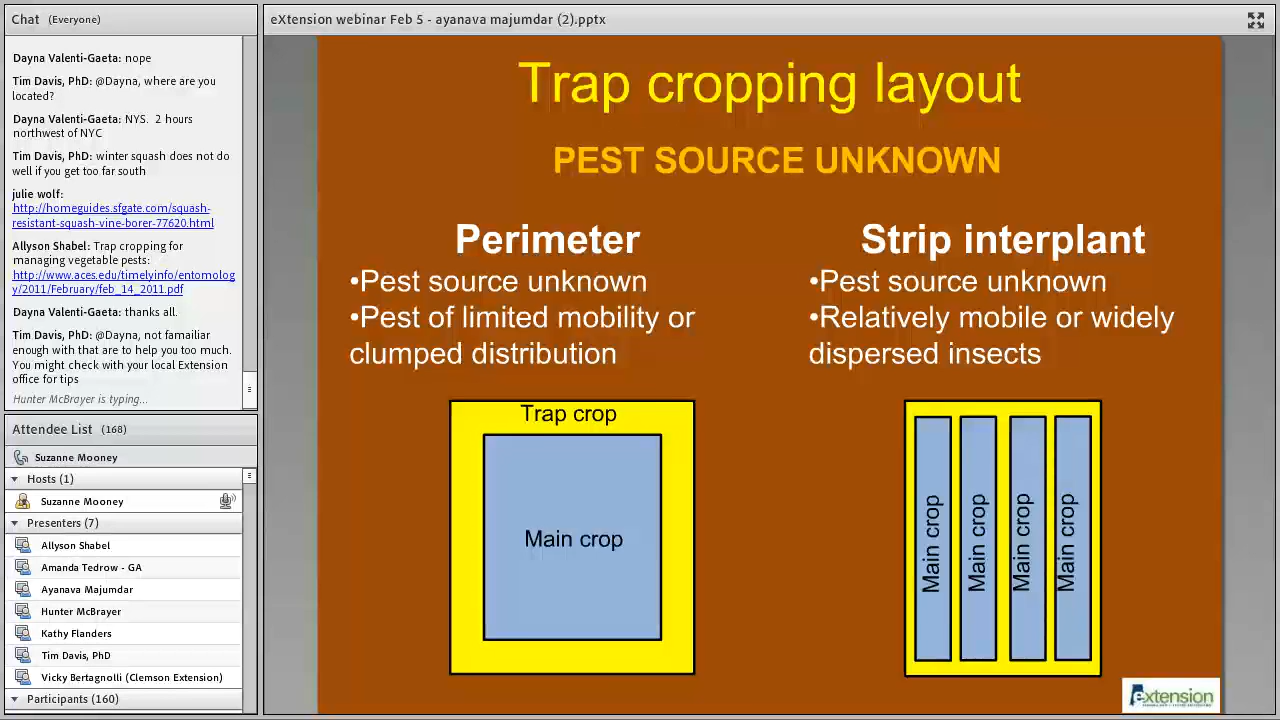 Chat (Everyone)
Dayna Valenti-Gaeta: nope
Tim Davis, PhD: @Dayna, where are you
located?
Dayna Valenti-Gaeta: NYS. 2 hours
northwest of NYC
Tim Davis, PhD: winter squash does not do
well if you get too far south
julie wolf:
http://homeguides.sfgate.com/squash-
resistant-squash-vine-borer-77620.html
Allyson Shabel: Trap cropping for
managing vegetable pests:
http://www.aces.edu/timelyinfo/entomolog
y/2011/February/feb_14_2011.pdf
Dayna Valenti-Gaeta: thanks all.
Tim Davis, PhD: @Dayna, not familiar
enough with that are to help you too much.
You might check with your local Extension
office for tips
Hunter McBrayer is typing...
Attendee List (168)
Suzanne Mooney
Hosts (1)
Suzanne Mooney
Presenters (7)
Allyson Shabel
Amanda Tedrow - GA
Ayanava Majumdar
Hunter McBrayer
Kathy Flanders
Tim Davis, PhD
Vicky Bertagnolli (Clemson Extension)
Participants (160)
eXtension webinar Feb 5 - ayanava majumdar (2).pptx
Trap cropping layout
PEST SOURCE UNKNOWN
Perimeter
•Pest source unknown
•Pest of limited mobility or
clumped distribution
Trap crop
Main crop
Strip interplant
•Pest source unknown
•Relatively mobile or widely
dispersed insects
Main crop
Main crop
Main crop
Main crop
eXtension